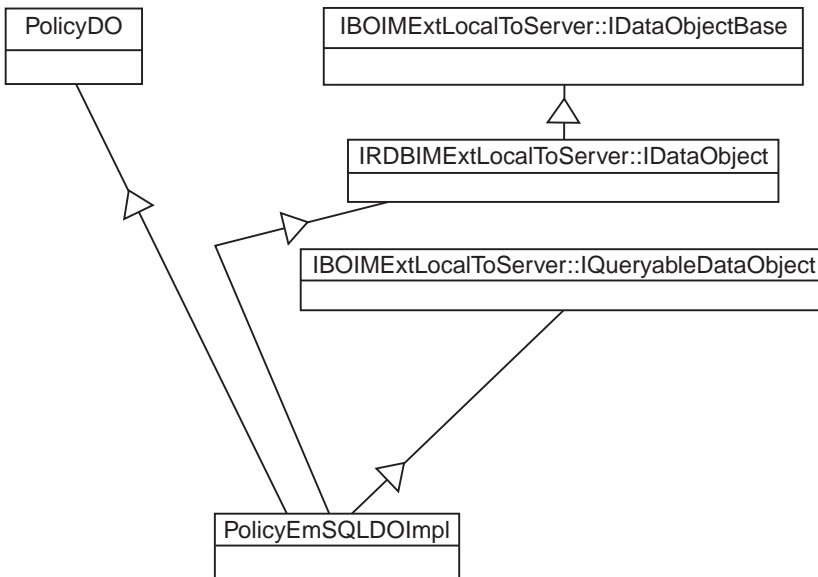 PolicyDO
IBOIMExtLocalToServer::IDataObjectBase
IRDBIMExtLocalToServer::IDataObject
IBOIMExtLocalToServer::IQueryableDataObject
PolicyEmSQLDOImpl